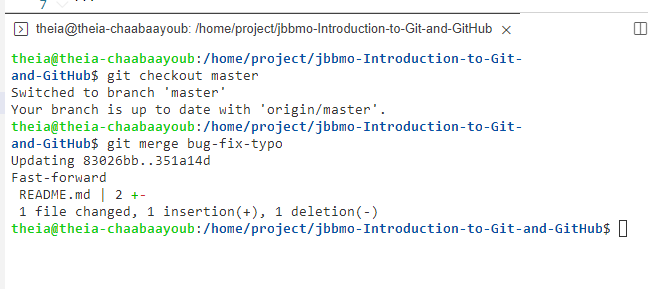 7 ...
theia@theia-chaabaayoub: /home/project/jbbmo-Introduction-to-Git-and-GitHub ×
theia@theia-chaabaayoub:/home/project/jbbmo-Introduction-to-Git-
and-GitHub$ git checkout master
Switched to branch 'master'
Your branch is up to date with 'origin/master'.
theia@theia-chaabaayoub:/home/project/jbbmo-Introduction-to-Git-
and-GitHub$ git merge bug-fix-typo
Updating 83026bb..351a14d
Fast-forward
 README.md | 2 +-
 1 file changed, 1 insertion(+), 1 deletion(-)
theia@theia-chaabaayoub:/home/project/jbbmo-Introduction-to-Git-and-GitHub$